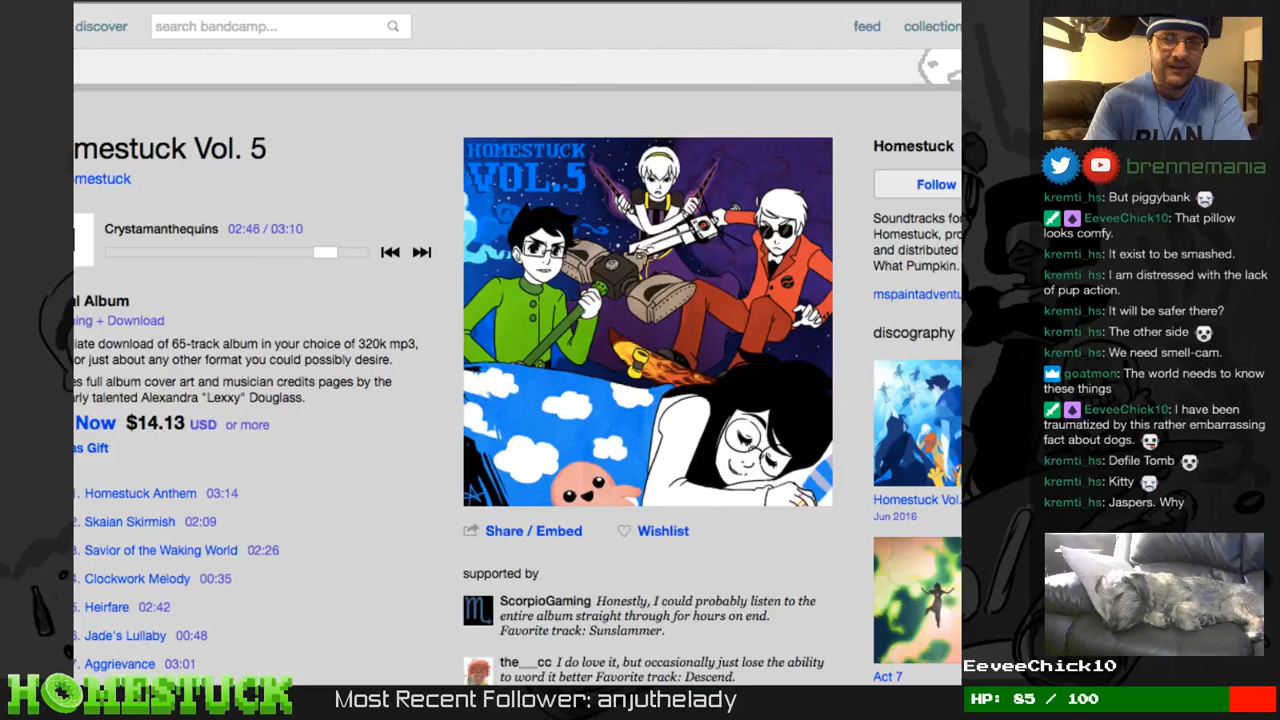 discover
search bandcamp...
feed
collection
mestuck Vol. 5
mestuck
Crystamanthequins 02:46 / 03:10
l Album
ing + Download
iate download of 65-track album in your choice of 320k mp3,
or just about any other format you could possibly desire.
es full album cover art and musician credits pages by the
rly talented Alexandra "Lexxy" Douglass.
Now $14.13 USD or more
as Gift
1. Homestuck Anthem 03:14
2. Skaian Skirmish 02:09
3. Savior of the Waking World 02:26
4. Clockwork Melody 00:35
5. Heirfare 02:42
6. Jade's Lullaby 00:48
7. Aggrievance 03:01
HOMESTUCK
VOL.5
Share / Embed
Wishlist
supported by
ScorpioGaming Honestly, I could probably listen to the
entire album straight through for hours on end.
Favorite track: Sunslammer.
the___cc I do love it, but occasionally just lose the ability
to word it better Favorite track: Descend.
Homestuck
Follow
Soundtracks fo
Homestuck, pro
and distributed
What Pumpkin.
mspaintadventu
discography
Homestuck Vol.
Jun 2016
Act 7
PLAN
brennemania
kremti_hs: But piggybank
EeveeChick10: That pillow
looks comfy.
kremti_hs: It exist to be smashed.
kremti_hs: I am distressed with the lack
of pup action.
kremti_hs: It will be safer there?
kremti_hs: The other side
kremti_hs: We need smell-cam.
goatmon: The world needs to know
these things
EeveeChick10: I have been
traumatized by this rather embarrassing
fact about dogs.
kremti_hs: Defile Tomb
kremti_hs: Kitty
kremti_hs: Jaspers. Why
EeveeChick10
HP: 85 / 100
HOMESTUCK
Most Recent Follower: anjuthelady